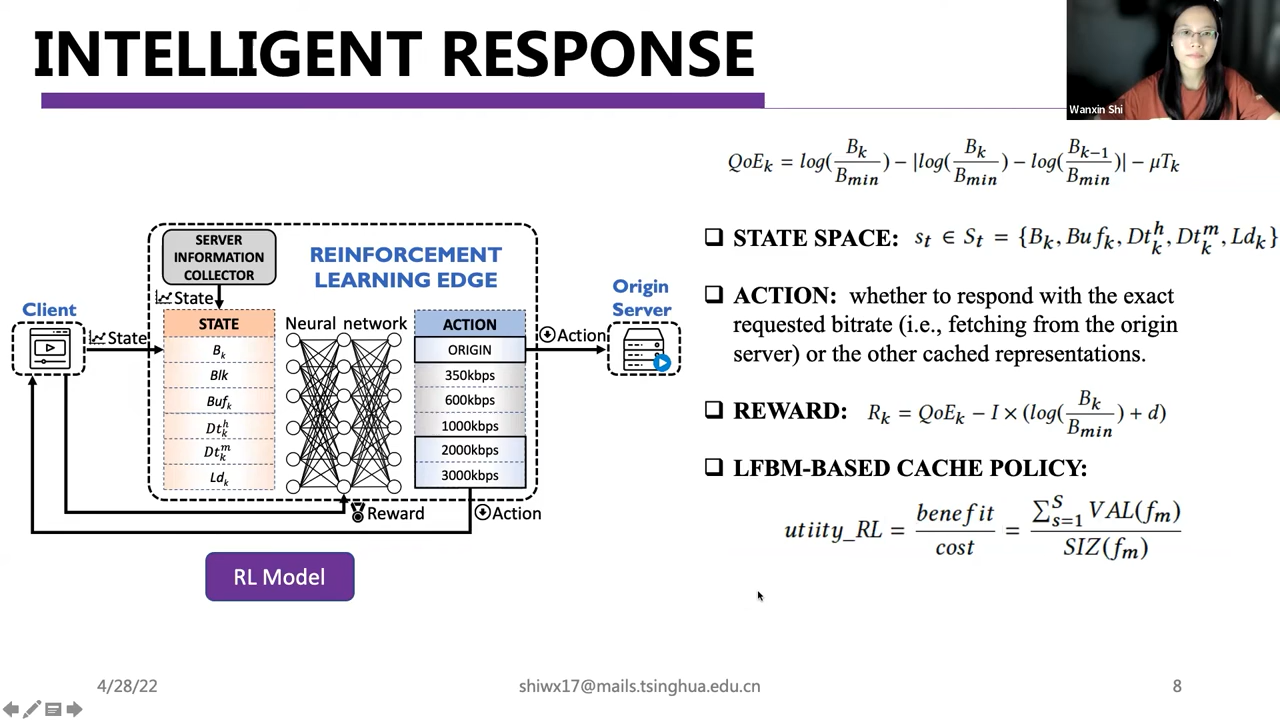 INTELLIGENT RESPONSE
Wanxin Shi
QoE_k = log(B_k/B_min) − |log(B_k/B_min) − log(B_{k−1}/B_min)| − μT_k
SERVER
INFORMATION
COLLECTOR
REINFORCEMENT
LEARNING EDGE
Client
Origin
Server
State
State
STATE
B_k
Blk
Buf_k
Dt_k^h
Dt_k^m
Ld_k
Neural network
ACTION
ORIGIN
350kbps
600kbps
1000kbps
2000kbps
3000kbps
Action
Reward
Action
RL Model
❑ STATE SPACE: s_t ∈ S_t = {B_k, Buf_k, Dt_k^h, Dt_k^m, Ld_k}
❑ ACTION: whether to respond with the exact
requested bitrate (i.e., fetching from the origin
server) or the other cached representations.
❑ REWARD: R_k = QoE_k − I × (log(B_k/B_min) + d)
❑ LFBM-BASED CACHE POLICY:
utiity_RL = benefit/cost = ∑_{s=1}^S VAL(f_m)/SIZ(f_m)
4/28/22
shiwx17@mails.tsinghua.edu.cn
8